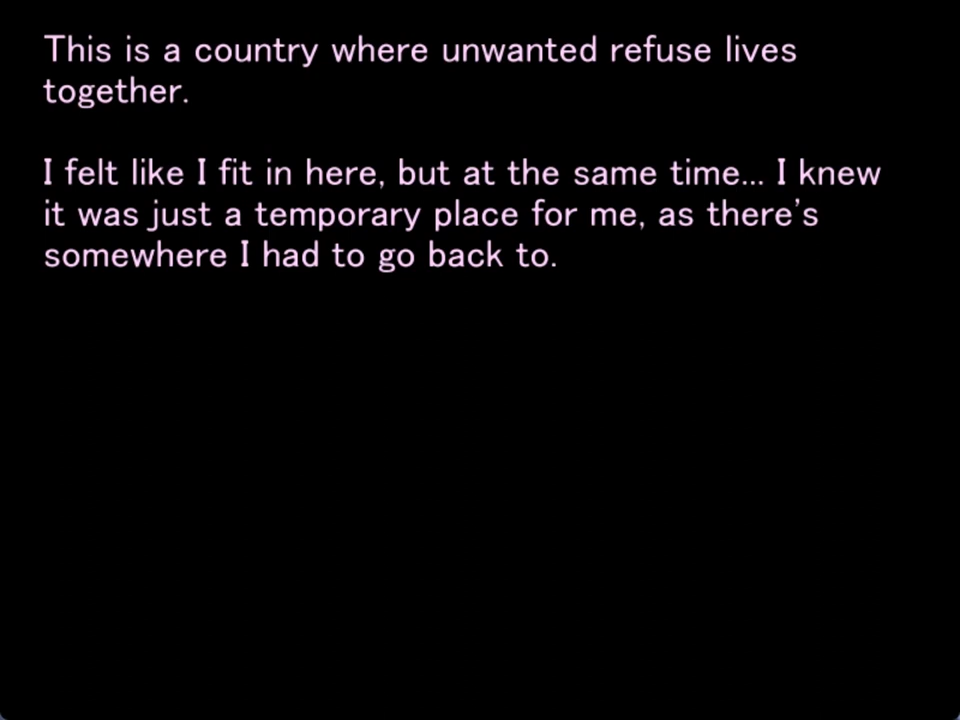 This is a country where unwanted refuse lives
together.
I felt like I fit in here, but at the same time... I knew
it was just a temporary place for me, as there's
somewhere I had to go back to.